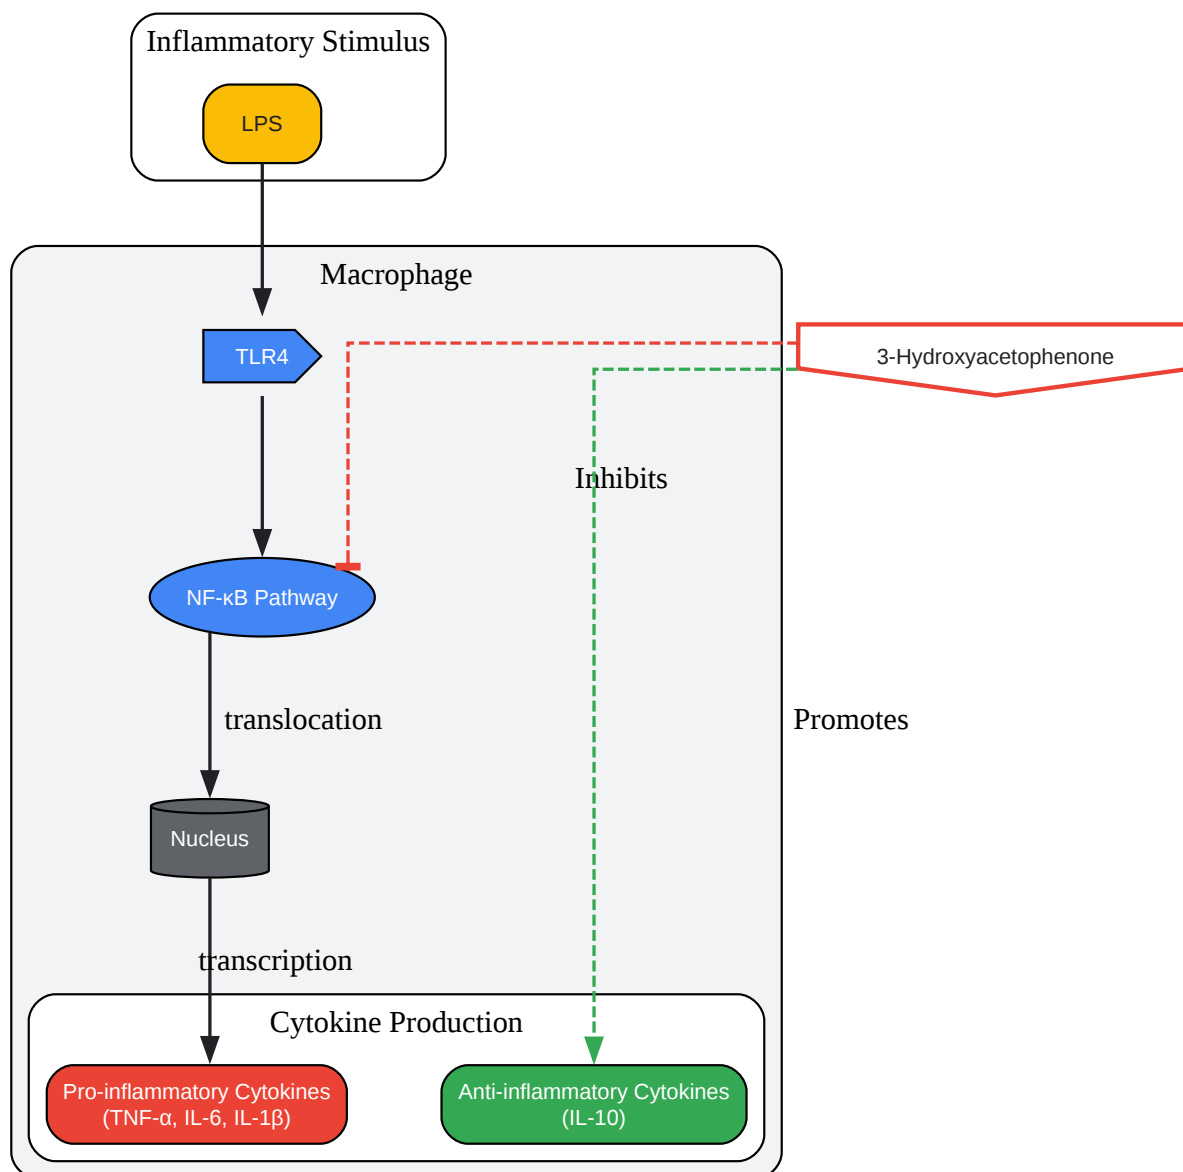 Inflammatory Stimulus
LPS
Macrophage
TLR4
3-Hydroxyacetophenone
Inhibits
NF-κB Pathway
translocation
Promotes
Nucleus
transcription
Cytokine Production
Pro-inflammatory Cytokines
(TNF-α, IL-6, IL-1β)
Anti-inflammatory Cytokines
(IL-10)